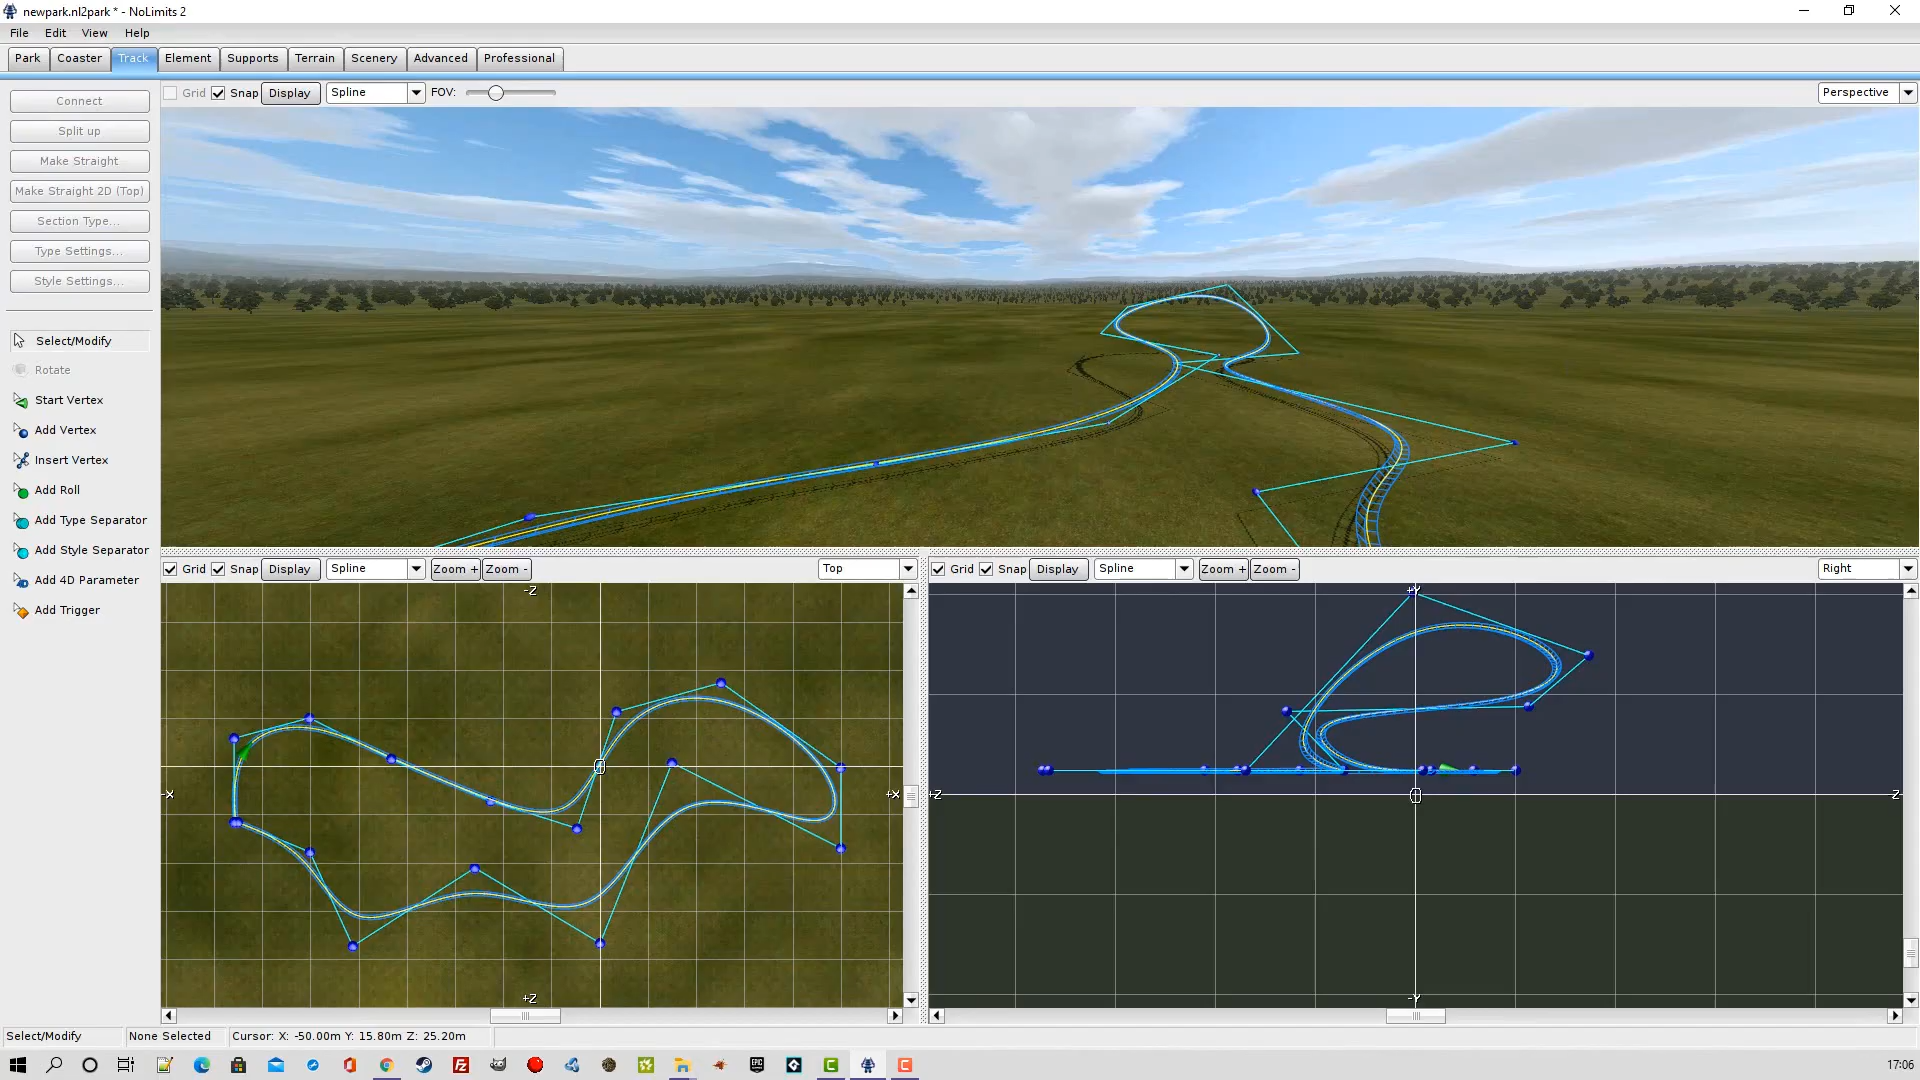 newpark.nl2park * - NoLimits 2
File Edit View Help
Park Coaster Track Element Supports Terrain Scenery Advanced Professional
Grid Snap Display Spline FOV: Perspective
Connect
Split up
Make Straight
Make Straight 2D (Top)
Section Type...
Type Settings...
Style Settings...
Select/Modify
Rotate
Start Vertex
Add Vertex
Insert Vertex
Add Roll
Add Type Separator
Add Style Separator
Add 4D Parameter
Add Trigger
Grid Snap Display Spline Zoom + Zoom - Top
-Z
-X +X
+Z
Grid Snap Display Spline Zoom + Zoom - Right
+Y
-Z
-Y
Select/Modify None Selected Cursor: X: -50.00m Y: 15.80m Z: 25.20m
17:06